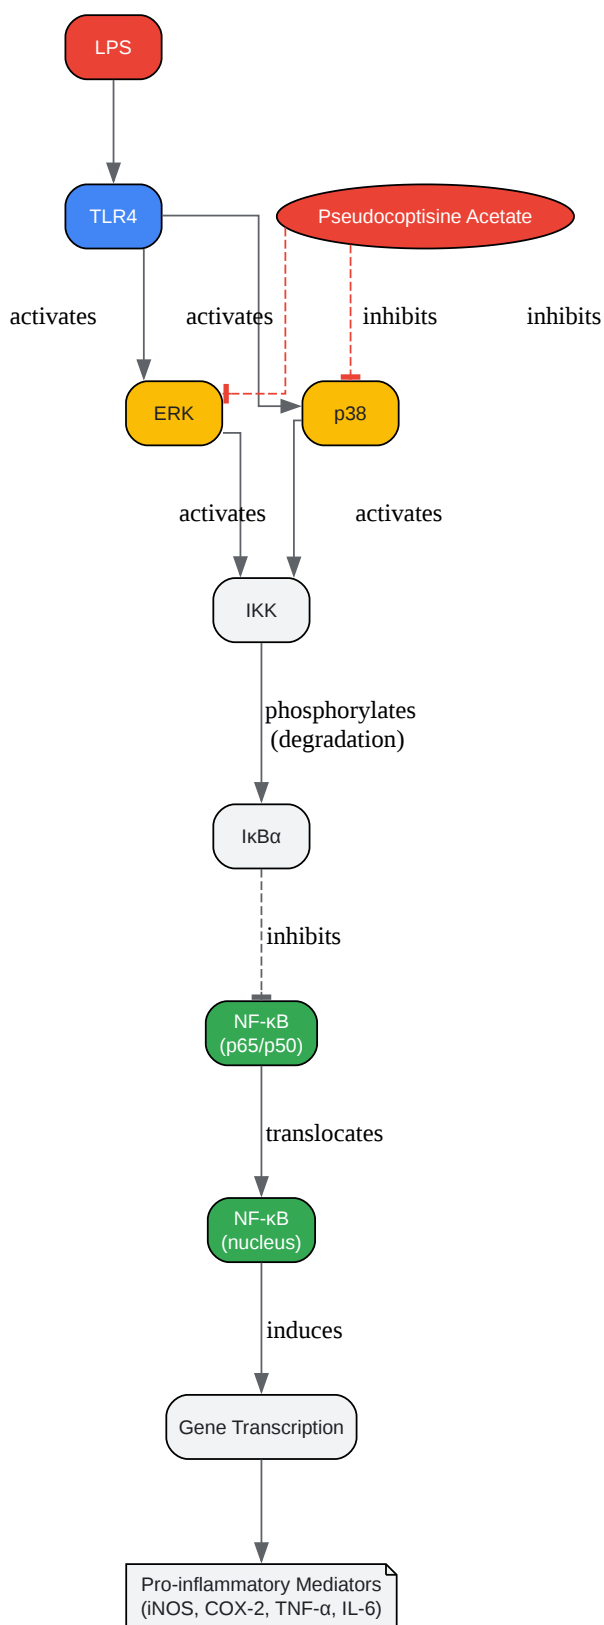 LPS
TLR4
Pseudocoptisine Acetate
activates
activates
inhibits
inhibits
ERK
p38
activates
activates
IKK
phosphorylates
(degradation)
IκBα
inhibits
NF-κB
(p65/p50)
translocates
NF-κB
(nucleus)
induces
Gene Transcription
Pro-inflammatory Mediators
(iNOS, COX-2, TNF-α, IL-6)